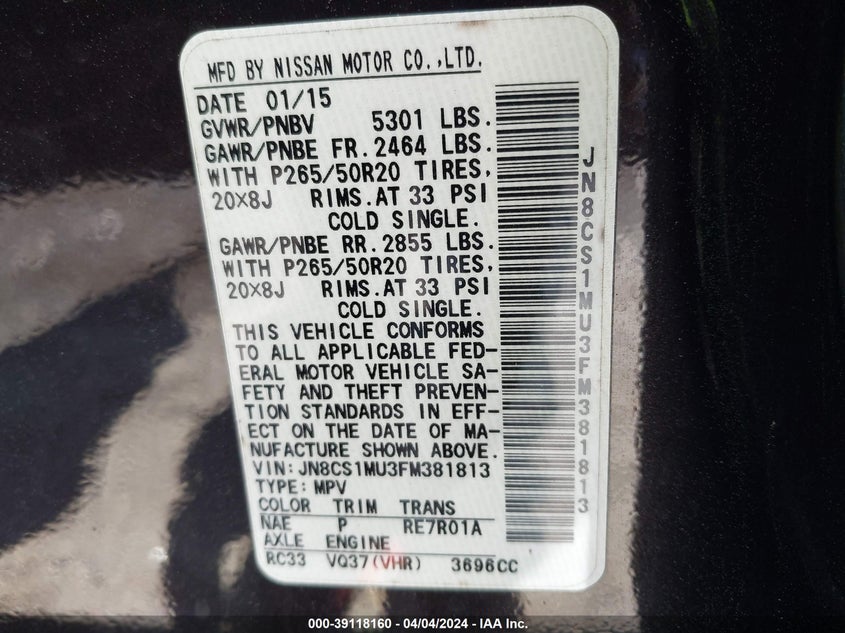 MFD BY NISSAN MOTOR CO.,LTD.
DATE 01/15
GVWR/PNBV 5301 LBS.
GAWR/PNBE FR. 2464 LBS.
WITH P265/50R20 TIRES,
20X8J RIMS. AT 33 PSI
COLD SINGLE.
GAWR/PNBE RR. 2855 LBS.
WITH P265/50R20 TIRES,
20X8J RIMS. AT 33 PSI
COLD SINGLE.
THIS VEHICLE CONFORMS
TO ALL APPLICABLE FED-
ERAL MOTOR VEHICLE SA-
FETY AND THEFT PREVEN-
TION STANDARDS IN EFF-
ECT ON THE DATE OF MA-
NUFACTURE SHOWN ABOVE.
VIN: JN8CS1MU3FM381813
TYPE: MPV
COLOR TRIM TRANS
NAE P RE7R01A
AXLE ENGINE
RC33 VQ37(VHR) 3696CC
JN8CS1MU3FM381813
000-39118160 - 04/04/2024 - IAA Inc.